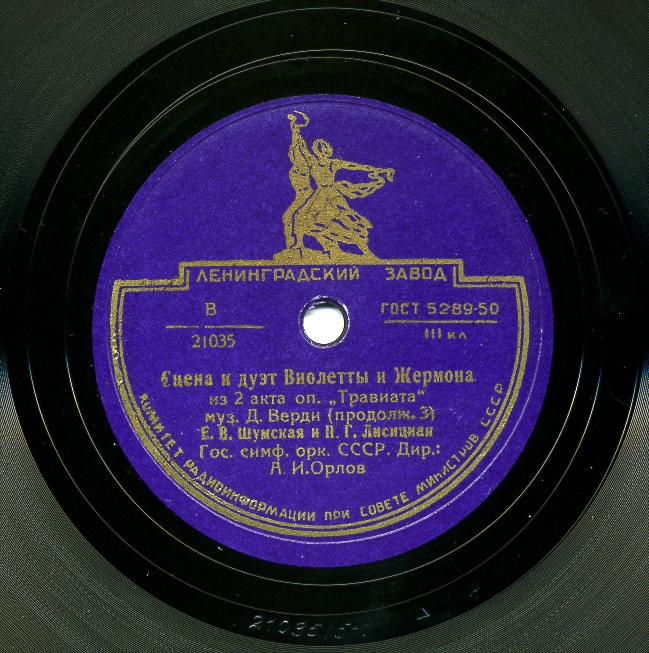 ЛЕНИНГРАДСКИЙ ЗАВОД
В
21035
ГОСТ 5289-50
III кл
Сцена и дуэт Виолетты и Жермона
из 2 акта оп. „Травиата“
муз. Д. Верди (продолж. 3)
Е. В. Шумская и П. Г. Лисициан
Гос. симф. орк. СССР. Дир.:
А. И. Орлов
КОМИТЕТ РАДИОИНФОРМАЦИИ ПРИ СОВЕТЕ МИНИСТРОВ СССР